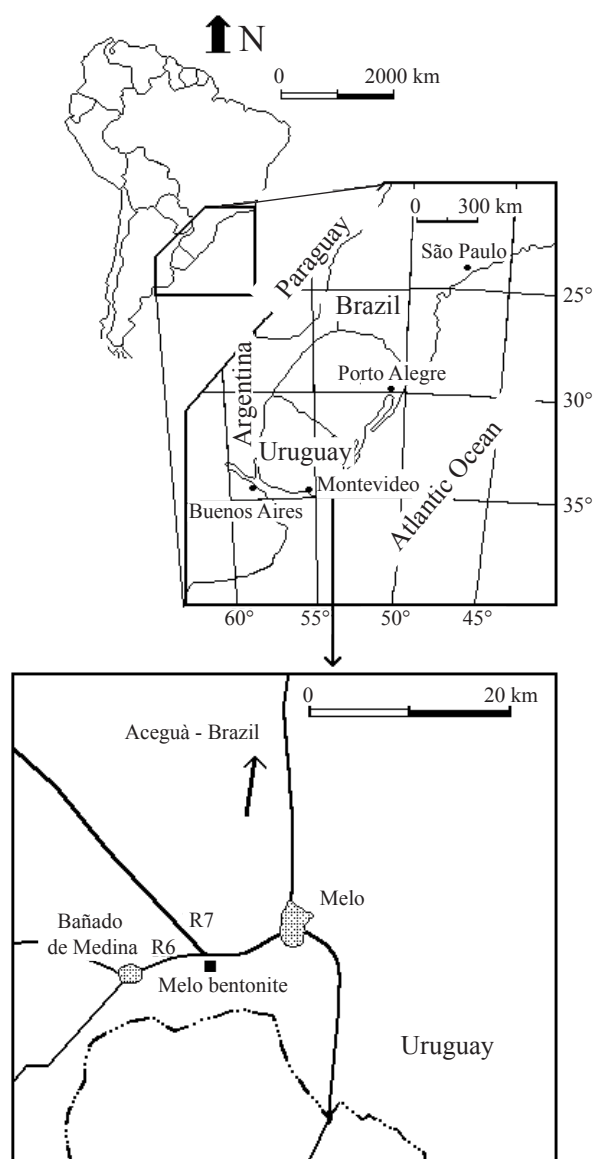 N
0 2000 km
0 300 km
São Paulo
Paraguay
Brazil
25°
Porto Alegre
Argentina
30°
Uruguay
Montevideo
Buenos Aires
Atlantic Ocean
35°
60° 55° 50° 45°
0 20 km
Aceguà - Brazil
Melo
R7
Bañado
de Medina
R6
Melo bentonite
Uruguay